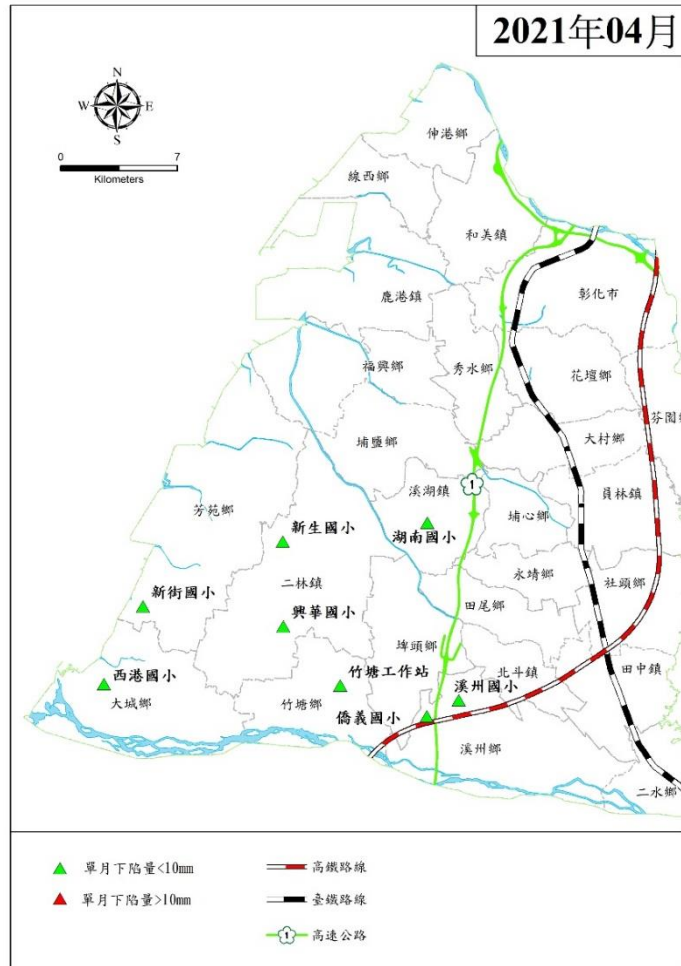 2021年04月
N
W E
S
0 7
Kilometers
伸港鄉
線西鄉
和美鎮
鹿港鎮
彰化市
福興鄉
秀水鄉
花壇鄉
芬園
埔鹽鄉
大村鄉
溪湖鎮
1
員林鎮
芳苑鄉
新生國小
湖南國小
埔心鄉
二林鎮
永靖鄉
社頭鄉
新街國小
田尾鄉
興華國小
埤頭鄉
北斗鎮
田中鎮
西港國小
竹塘工作站
溪州國小
大城鄉
竹塘鄉
僑義國小
溪州鄉
二水鄉
單月下陷量<10mm
高鐵路線
單月下陷量>10mm
臺鐵路線
1 高速公路